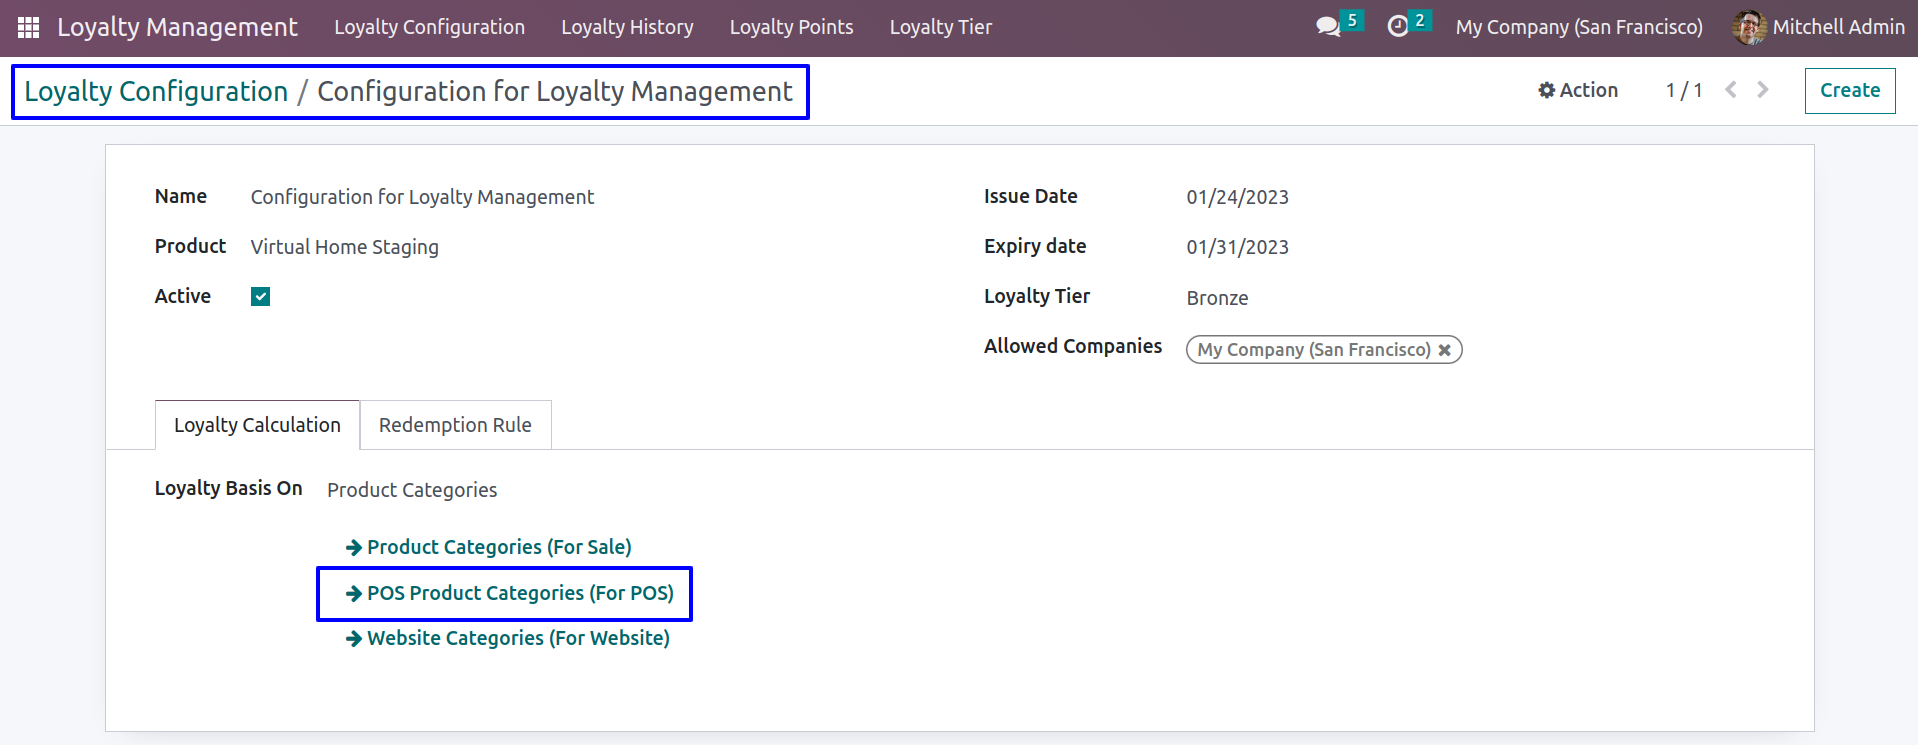 Loyalty Management Loyalty Configuration Loyalty History Loyalty Points Loyalty Tier 5 2 My Company (San Francisco) Mitchell Admin
Loyalty Configuration / Configuration for Loyalty Management Action 1 / 1 Create
Name Configuration for Loyalty Management Issue Date 01/24/2023
Product Virtual Home Staging Expiry date 01/31/2023
Active Loyalty Tier Bronze
Allowed Companies My Company (San Francisco)
Loyalty Calculation Redemption Rule
Loyalty Basis On Product Categories
Product Categories (For Sale)
POS Product Categories (For POS)
Website Categories (For Website)